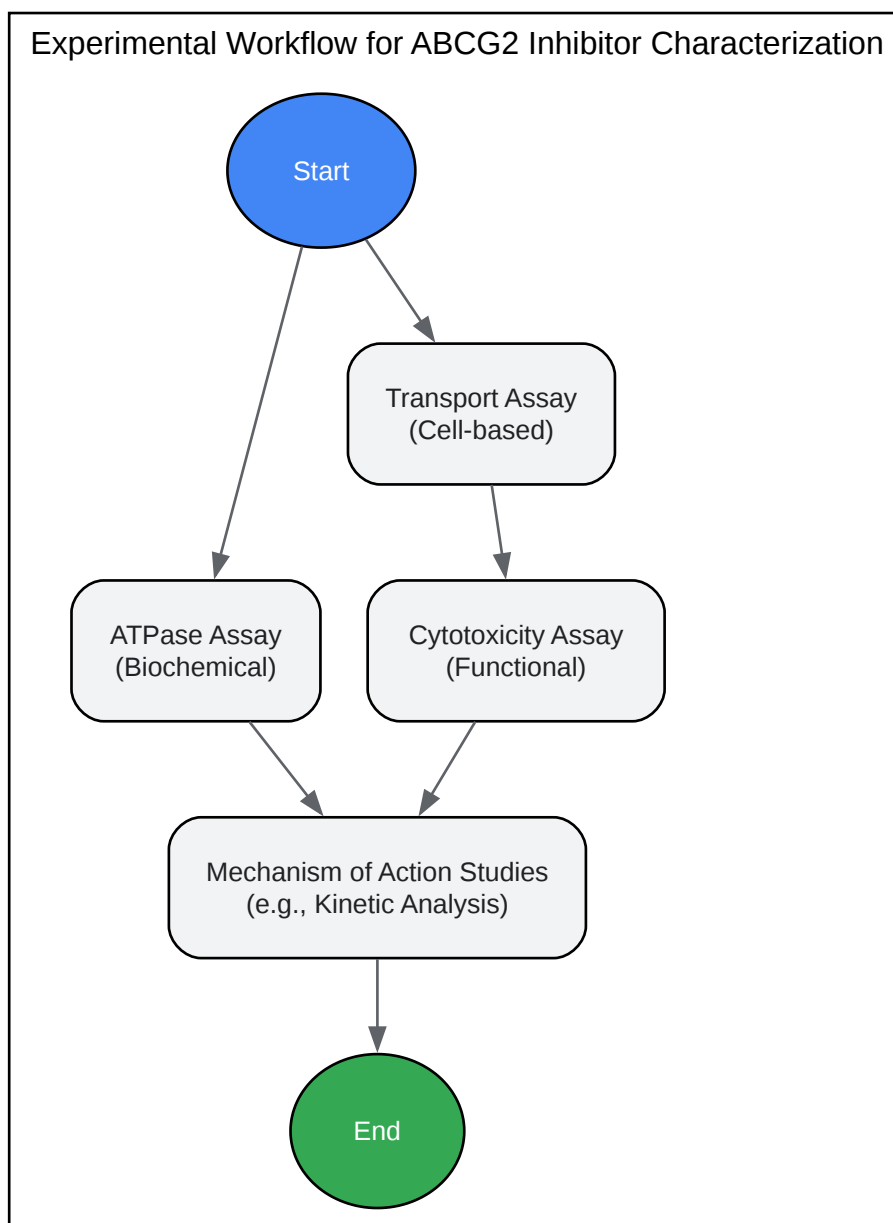 Experimental Workflow for ABCG2 Inhibitor Characterization
Start
Transport Assay
(Cell-based)
ATPase Assay
(Biochemical)
Cytotoxicity Assay
(Functional)
Mechanism of Action Studies
(e.g., Kinetic Analysis)
End